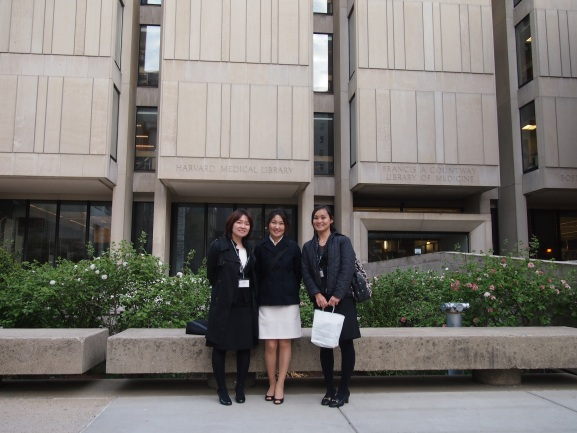 HARVARD MEDICAL LIBRARY
FRANCIS A COUNTWAY
LIBRARY OF MEDICINE